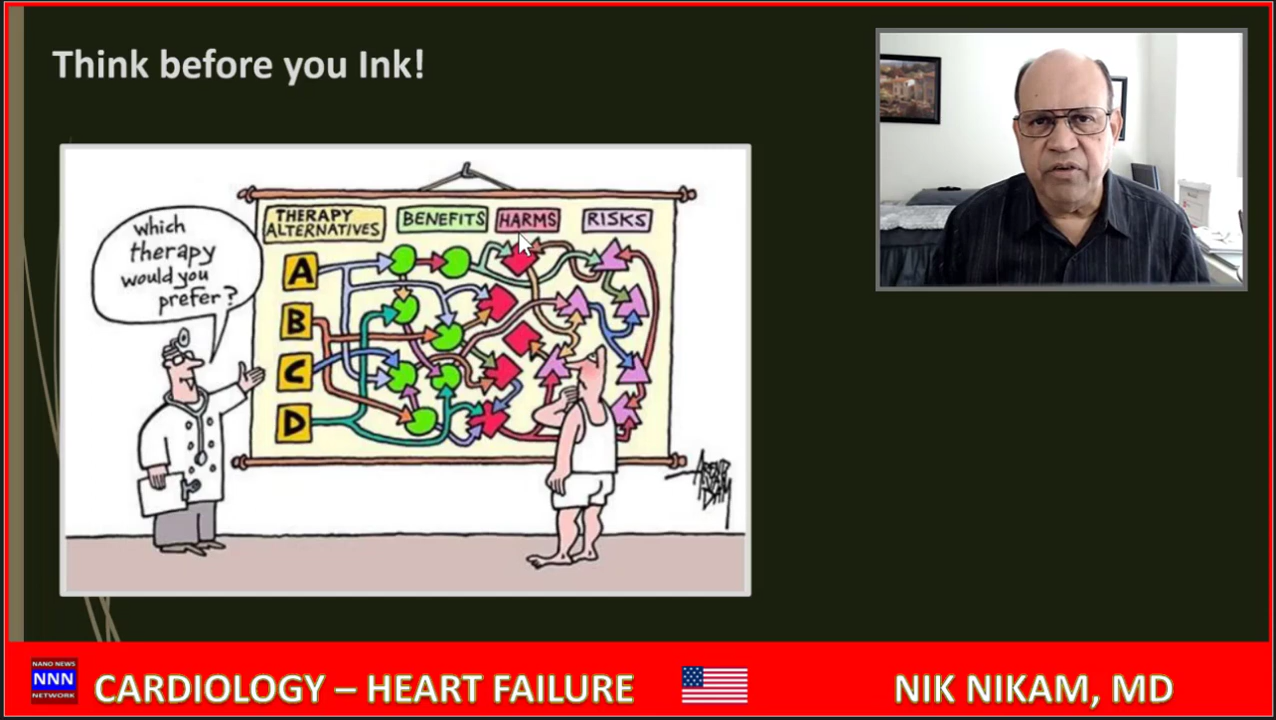 Think before you Ink!
which
therapy
would you
prefer?
THERAPY
ALTERNATIVES
BENEFITS
HARMS
RISKS
A
B
C
D
NANO NEWS
NNN
NETWORK
CARDIOLOGY – HEART FAILURE
NIK NIKAM, MD